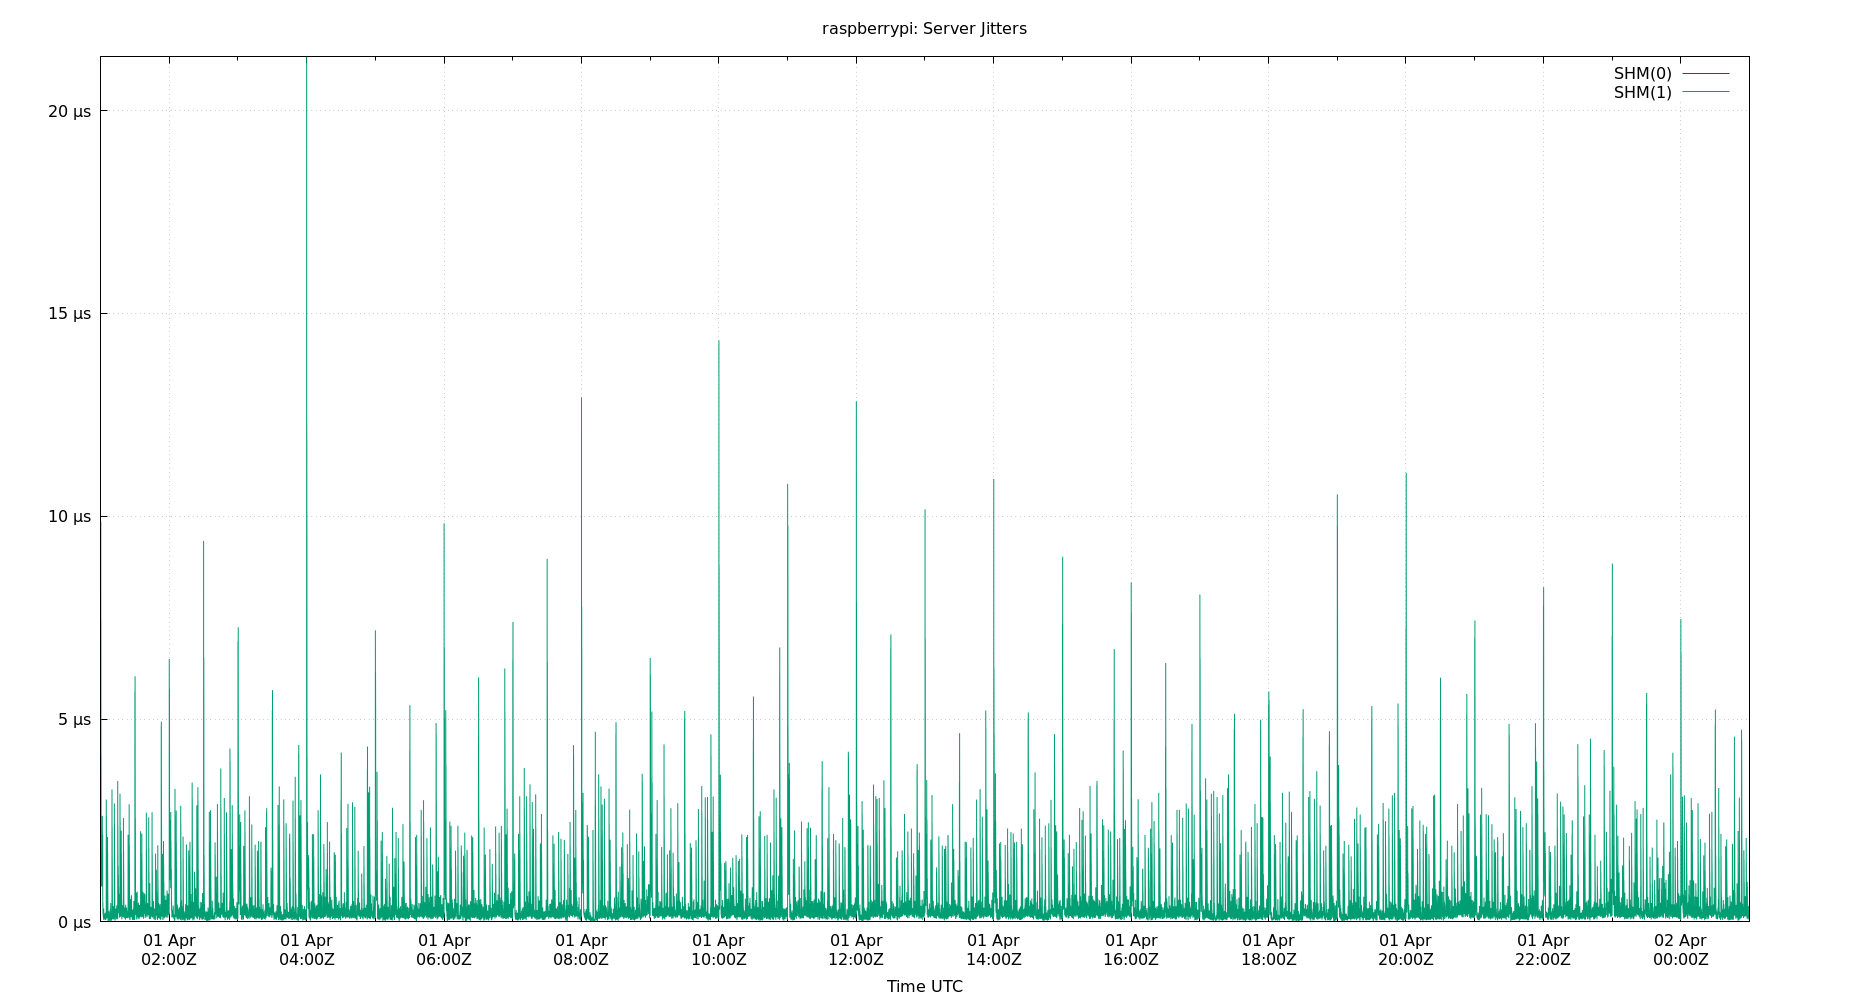 raspberrypi: Server Jitters
SHM(0)
SHM(1)
20 µs
15 µs
10 µs
5 µs
0 µs
01 Apr 01 Apr 01 Apr 01 Apr 01 Apr 01 Apr 01 Apr 01 Apr 01 Apr 01 Apr 01 Apr 02 Apr
02:00Z 04:00Z 06:00Z 08:00Z 10:00Z 12:00Z 14:00Z 16:00Z 18:00Z 20:00Z 22:00Z 00:00Z
Time UTC